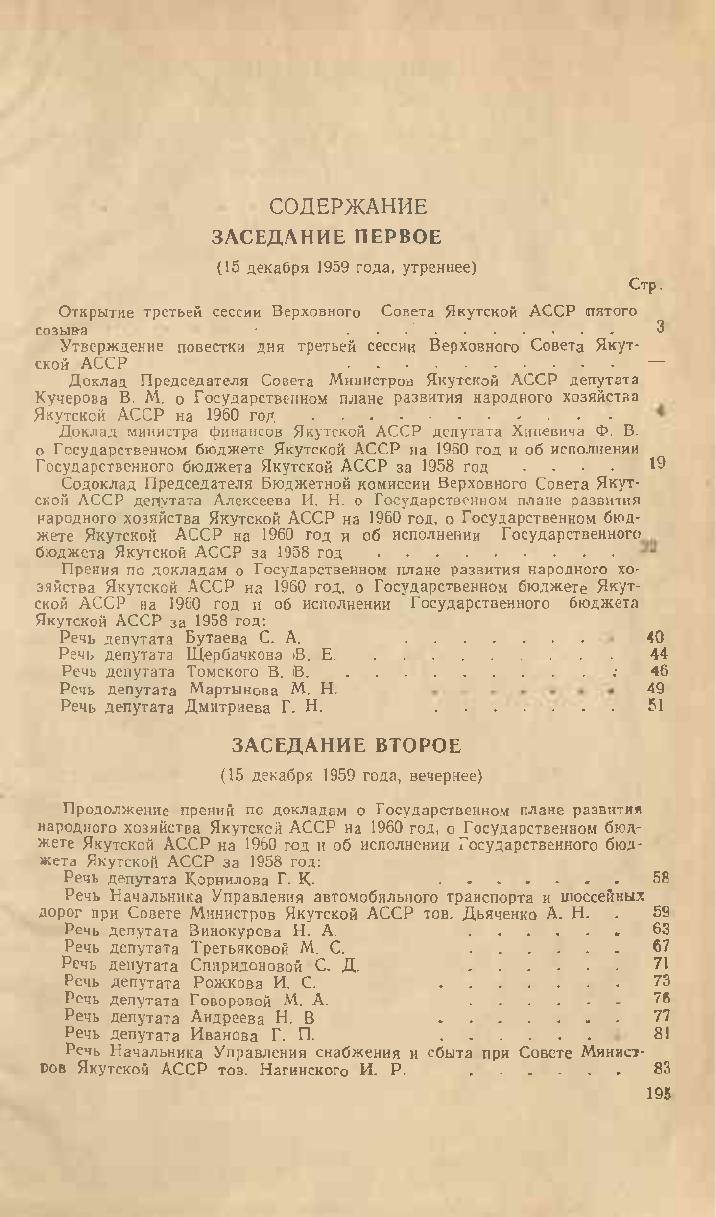 СОДЕРЖАНИЕ
ЗАСЕДАНИЕ ПЕРВОЕ
(15 декабря 1959 года, утреннее)
Стр.
Открытие третьей сессии Верховного Совета Якутской АССР пятого
созыва . . . . . . . . . 3
Утверждение повестки дня третьей сессии Верховного Совета Якут-
ской АССР . . . . . . . . . —
Доклад Председателя Совета Министров Якутской АССР депутата
Кучерова В. М. о Государственном плане развития народного хозяйства
Якутской АССР на 1960 год . . . . . . . . . 4
Доклад министра финансов Якутской АССР депутата Хиневича Ф. В.
о Государственном бюджете Якутской АССР на 1960 год и об исполнении
Государственного бюджета Якутской АССР за 1958 год . . . . 19
Содоклад Председателя Бюджетной комиссии Верховного Совета Якут-
ской АССР депутата Алексеева И. Н. о Государственном плане развития
народного хозяйства Якутской АССР на 1960 год, о Государственном бюд-
жете Якутской АССР на 1960 год и об исполнении Государственного
бюджета Якутской АССР за 1958 год . . . . . . . . .
Прения по докладам о Государственном плане развития народного хо-
зяйства Якутской АССР на 1960 год, о Государственном бюджете Якут-
ской АССР на 1960 год и об исполнении Государственного бюджета
Якутской АССР за 1958 год:
Речь депутата Бутаева С. А. . . . . . . . . 40
Речь депутата Щербачкова В. Е. . . . . . . . . . 44
Речь депутата Томского В. В. . . . . . . . . . . 46
Речь депутата Мартынова М. Н. . . . . . . . 49
Речь депутата Дмитриева Г. Н. . . . . . . . 51
ЗАСЕДАНИЕ ВТОРОЕ
(15 декабря 1959 года, вечернее)
Продолжение прений по докладам о Государственном плане развития
народного хозяйства Якутской АССР на 1960 год, о Государственном бюд-
жете Якутской АССР на 1960 год и об исполнении Государственного бюд-
жета Якутской АССР за 1958 год:
Речь депутата Корнилова Г. К. . . . . . . . 58
Речь Начальника Управления автомобильного транспорта и шоссейных
дорог при Совете Министров Якутской АССР тов. Дьяченко А. Н. . 59
Речь депутата Винокурова Н. А. . . . . . . 63
Речь депутата Третьяковой М. С. . . . . . . 67
Речь депутата Спиридоновой С. Д. . . . . . . 71
Речь депутата Рожкова И. С. . . . . . . . 73
Речь депутата Говоровой М. А. . . . . . . 76
Речь депутата Андреева Н. В . . . . . . . 77
Речь депутата Иванова Г. П. . . . . . . 81
Речь Начальника Управления снабжения и сбыта при Совете Минист-
ров Якутской АССР тов. Нагинского И. Р. . . . . . . 83
195